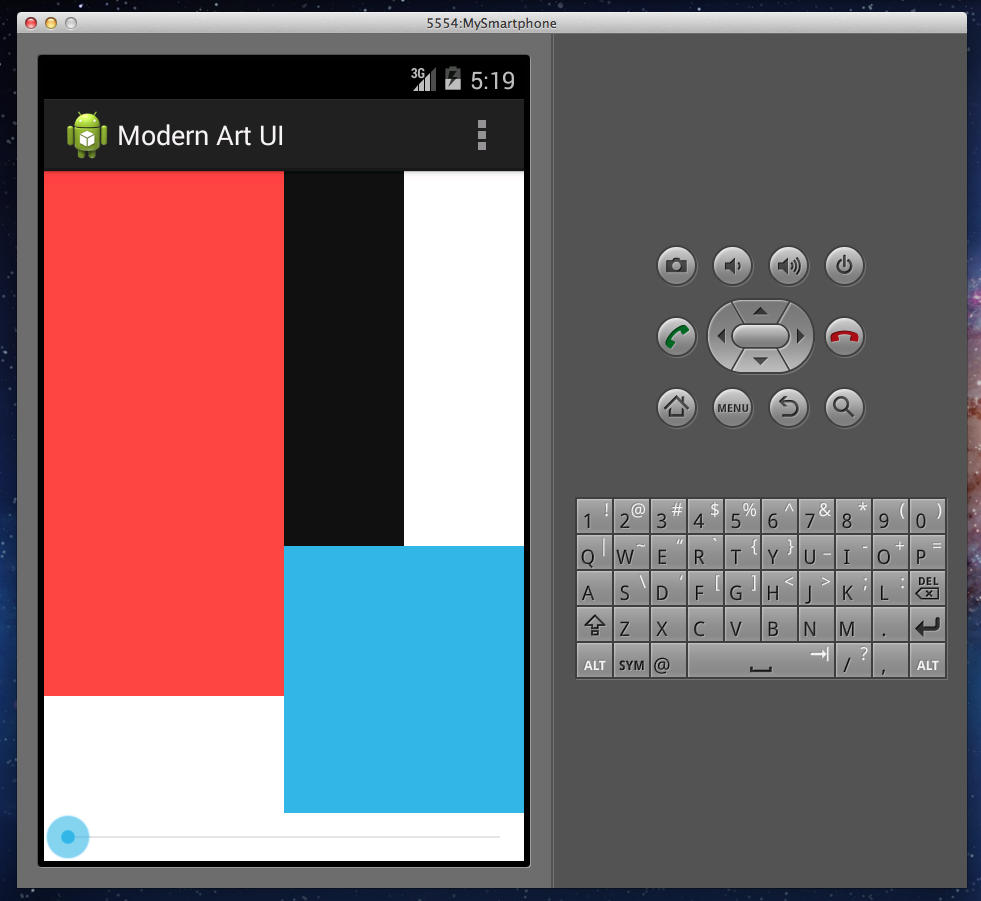 5554:MySmartphone
3G 5:19
Modern Art UI
MENU
1 ! 2 @ 3 # 4 $ 5 % 6 ^ 7 & 8 * 9 ( 0 )
Q | W ~ E “ R ` T { Y } U _ I - O + P =
A S \ D ‘ F [ G ] H < J > K ; L : DEL
Z X C V B N M .
ALT SYM @ / ? , ALT